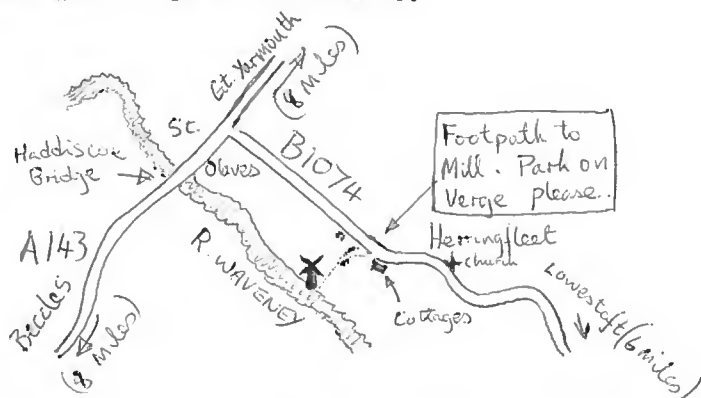 Gt. Yarmouth
(8 Miles)
St.
Olaves
Haddiscoe
Bridge
B1074
Footpath to
Mill. Park on
Verge please..
A143
R. WAVENEY
Herringfleet
church
Cottages
Beccles
(8 Miles)
Lowestoft (6 miles)